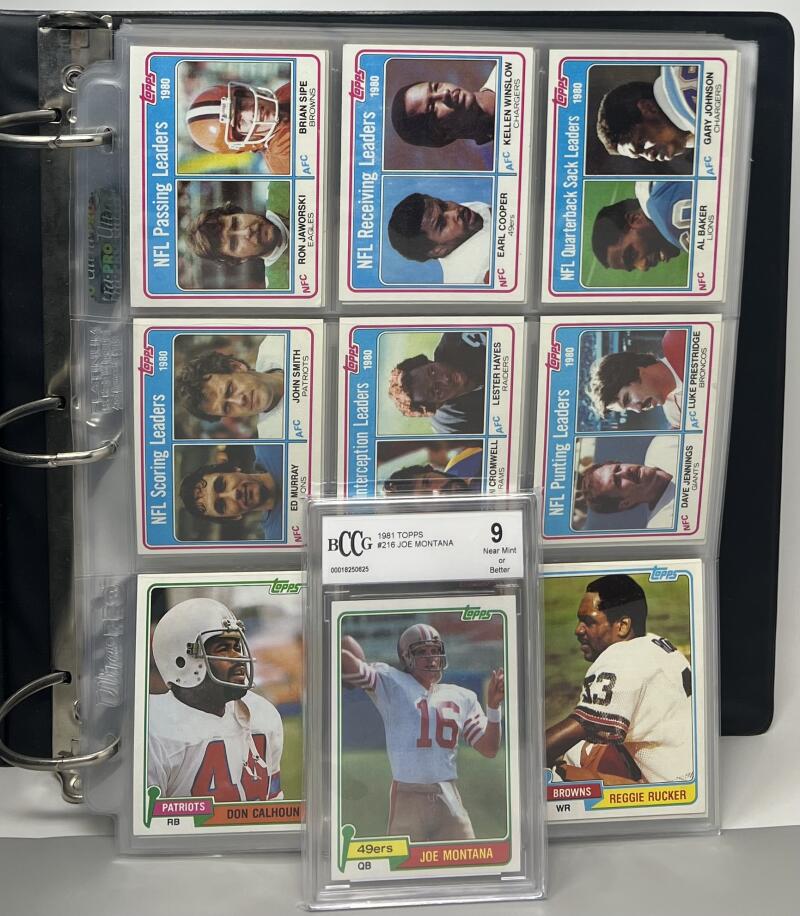 Topps
1980
NFL Passing Leaders
BRIAN SIPE
BROWNS
AFC
RON JAWORSKI
EAGLES
NFC
Topps
1980
NFL Receiving Leaders
KELLEN WINSLOW
CHARGERS
AFC
EARL COOPER
49ers
NFC
Topps
1980
NFL Quarterback Sack Leaders
GARY JOHNSON
CHARGERS
AFC
AL BAKER
LIONS
NFC
Topps
1980
NFL Scoring Leaders
JOHN SMITH
PATRIOTS
AFC
ED MURRAY
LIONS
NFC
Topps
1980
Interception Leaders
LESTER HAYES
RAIDERS
AFC
CROMWELL
RAMS
Topps
1980
NFL Punting Leaders
LUKE PRESTRIDGE
BRONCOS
AFC
DAVE JENNINGS
GIANTS
NFC
BCCG
1981 TOPPS
#216 JOE MONTANA
00018250625
9
Near Mint
or
Better
Topps
44
PATRIOTS
RB
DON CALHOUN
Topps
16
49ers
QB
JOE MONTANA
Topps
33
BROWNS
WR
REGGIE RUCKER